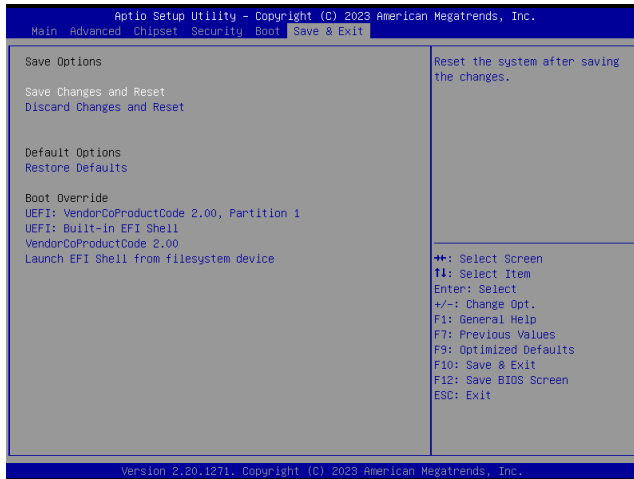 Aptio Setup Utility – Copyright (C) 2023 American Megatrends, Inc.
Main Advanced Chipset Security Boot Save & Exit
Save Options
Save Changes and Reset
Discard Changes and Reset
Default Options
Restore Defaults
Boot Override
UEFI: VendorCoProductCode 2.00, Partition 1
UEFI: Built-in EFI Shell
VendorCoProductCode 2.00
Launch EFI Shell from filesystem device
Reset the system after saving
the changes.
→←: Select Screen
↑↓: Select Item
Enter: Select
+/-: Change Opt.
F1: General Help
F7: Previous Values
F9: Optimized Defaults
F10: Save & Exit
F12: Save BIOS Screen
ESC: Exit
Version 2.20.1271. Copyright (C) 2023 American Megatrends, Inc.